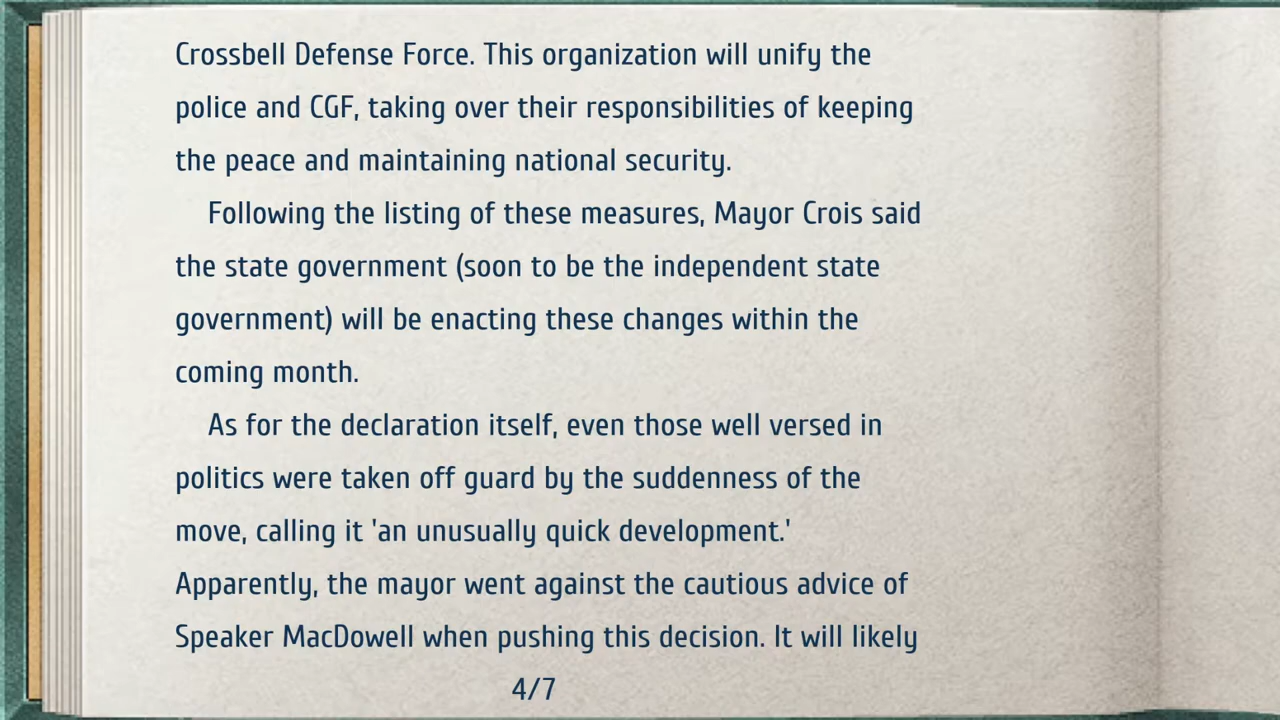 Crossbell Defense Force. This organization will unify the
police and CGF, taking over their responsibilities of keeping
the peace and maintaining national security.
Following the listing of these measures, Mayor Crois said
the state government (soon to be the independent state
government) will be enacting these changes within the
coming month.
As for the declaration itself, even those well versed in
politics were taken off guard by the suddenness of the
move, calling it 'an unusually quick development.'
Apparently, the mayor went against the cautious advice of
Speaker MacDowell when pushing this decision. It will likely
4/7